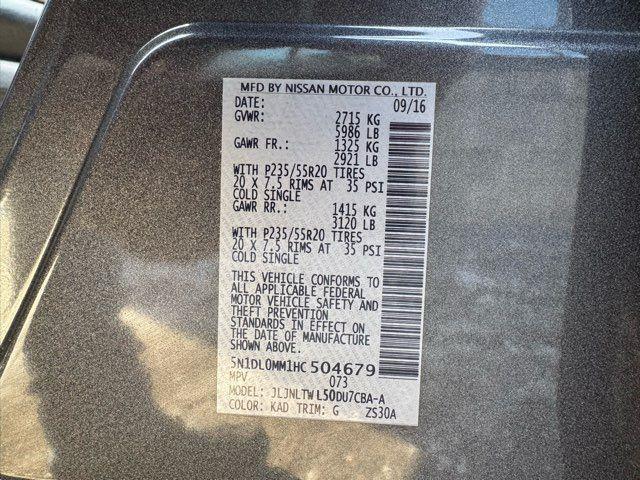 MFD BY NISSAN MOTOR CO., LTD.
DATE: 09/16
GVWR: 2715 KG
5986 LB
GAWR FR.: 1325 KG
2921 LB
WITH P235/55R20 TIRES
20 X 7.5 RIMS AT 35 PSI
COLD SINGLE
GAWR RR.: 1415 KG
3120 LB
WITH P235/55R20 TIRES
20 X 7.5 RIMS AT 35 PSI
COLD SINGLE
THIS VEHICLE CONFORMS TO
ALL APPLICABLE FEDERAL
MOTOR VEHICLE SAFETY AND
THEFT PREVENTION
STANDARDS IN EFFECT ON
THE DATE OF MANUFACTURE
SHOWN ABOVE.
5N1DL0MM1HC504679
MPV 073
MODEL: JLJNLTW L50DU7CBA-A
COLOR: KAD TRIM: G ZS30A